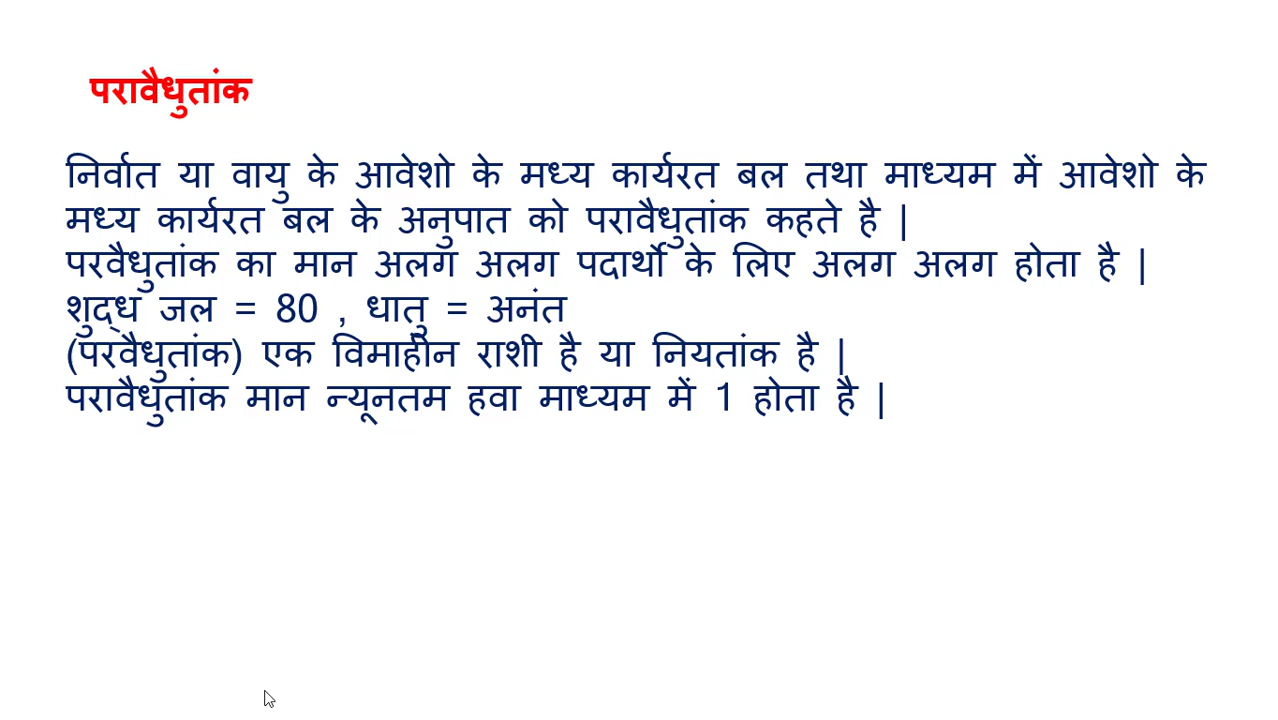 परावैधुतांक
निर्वात या वायु के आवेशो के मध्य कार्यरत बल तथा माध्यम में आवेशो के
मध्य कार्यरत बल के अनुपात को परावैधुतांक कहते है |
परवैधुतांक का मान अलग अलग पदार्थो के लिए अलग अलग होता है |
शुद्ध जल = 80 , धातु = अनंत
(परवैधुतांक) एक विमाहीन राशी है या नियतांक है |
परावैधुतांक मान न्यूनतम हवा माध्यम में 1 होता है |